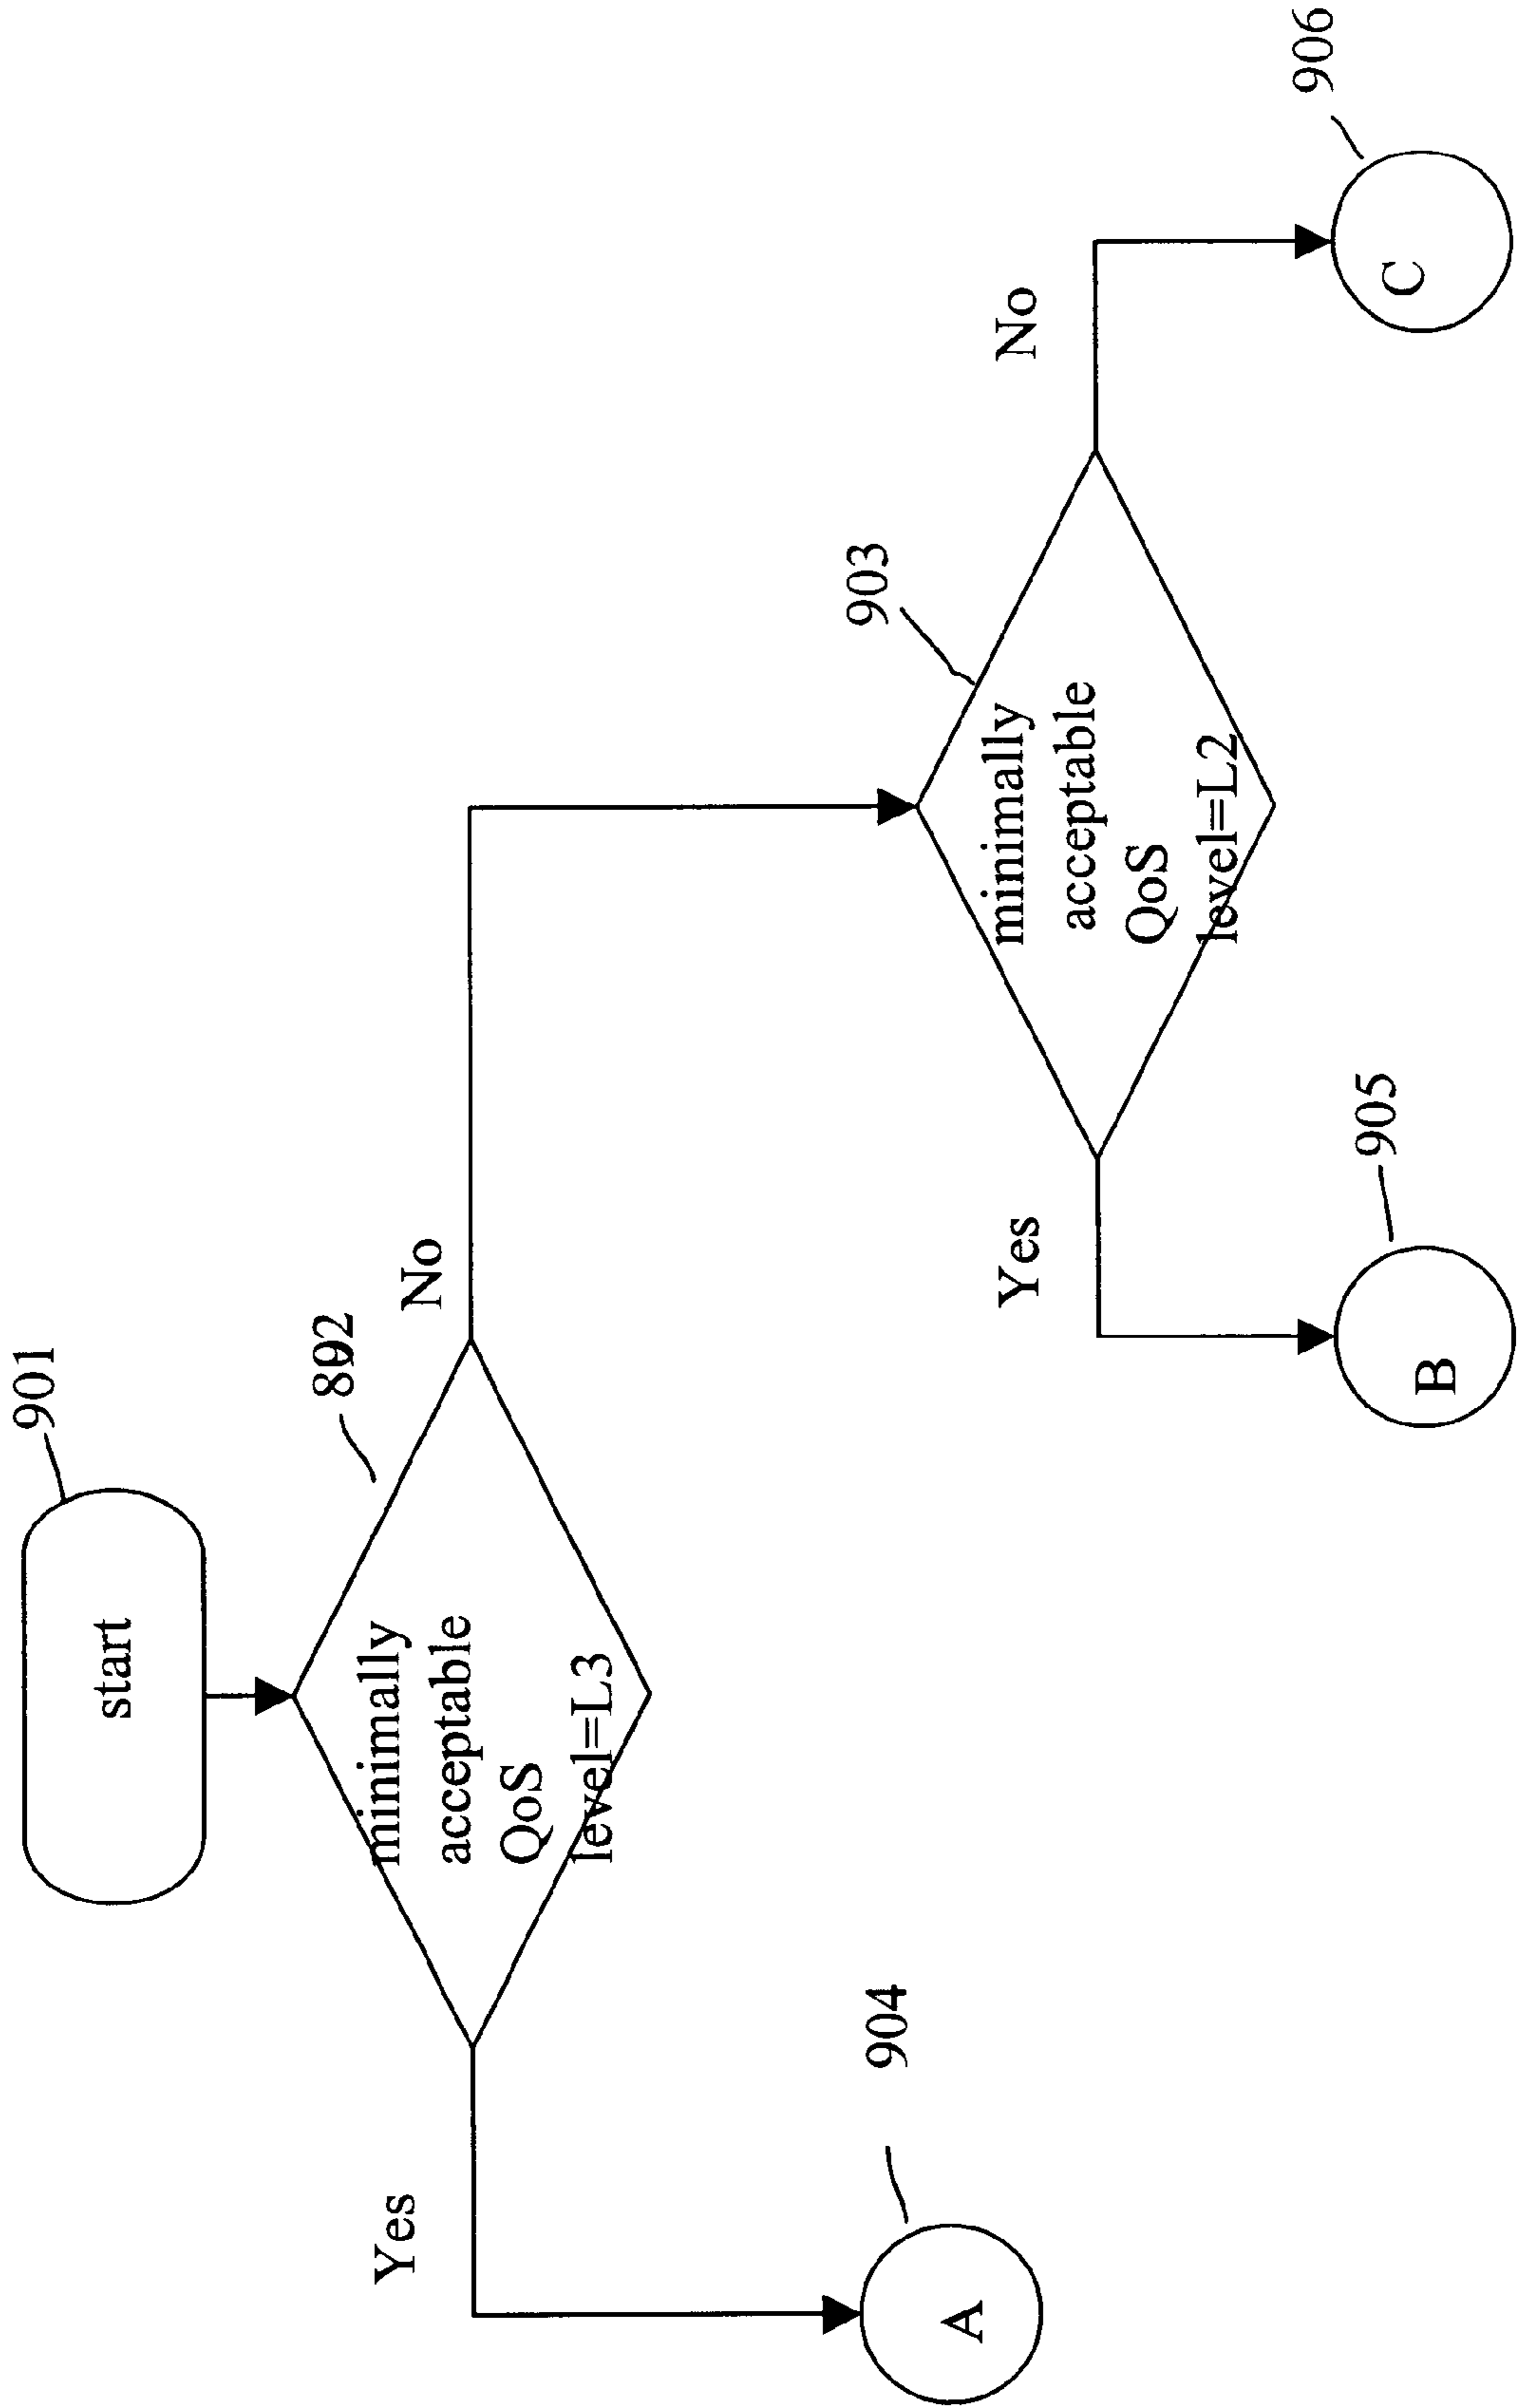 901
start
892
minimally
acceptable
QoS
level=L3
Yes
No
903
minimally
acceptable
QoS
level=L2
Yes
No
904
A
905
B
906
C